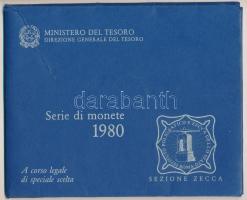 MINISTERO DEL TESORO
DIREZIONE GENERALE DEL TESORO
darabanth
Serie di monete
1980
A corso legale
di speciale scelta
SEZIONE ZECCA